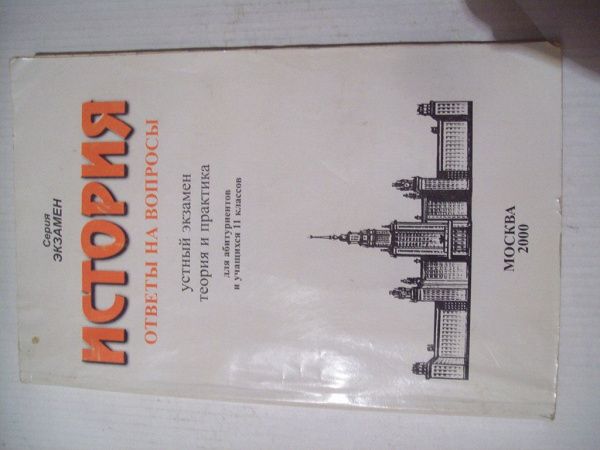 Серия
ЭКЗАМЕН
ИСТОРИЯ
ОТВЕТЫ НА ВОПРОСЫ
устный экзамен
теория и практика
для абитуриентов
и учащихся 11 классов
МОСКВА
2000